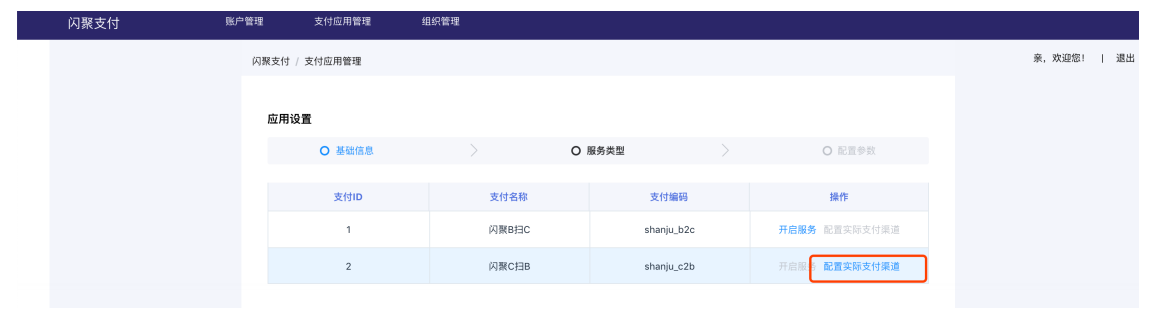 闪聚支付 账户管理 支付应用管理 组织管理
闪聚支付 / 支付应用管理 亲，欢迎您！ | 退出
应用设置
基础信息 服务类型 配置参数
支付ID 支付名称 支付编码 操作
1 闪聚B扫C shanju_b2c 开启服务 配置实际支付渠道
2 闪聚C扫B shanju_c2b 开启服务 配置实际支付渠道